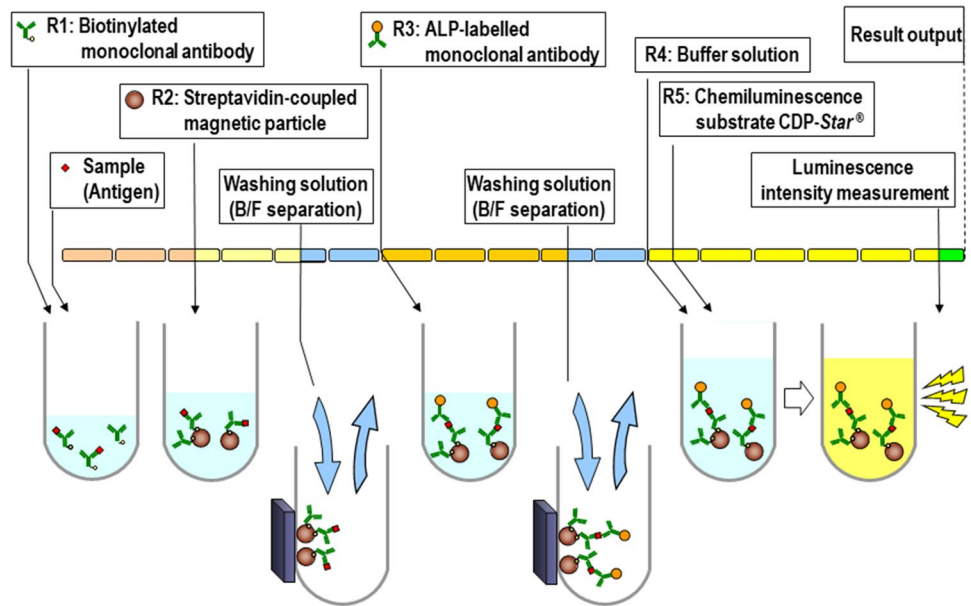 R1: Biotinylated
monoclonal antibody
R2: Streptavidin-coupled
magnetic particle
Sample
(Antigen)
Washing solution
(B/F separation)
R3: ALP-labelled
monoclonal antibody
Washing solution
(B/F separation)
R4: Buffer solution
R5: Chemiluminescence
substrate CDP-Star®
Result output
Luminescence
intensity measurement